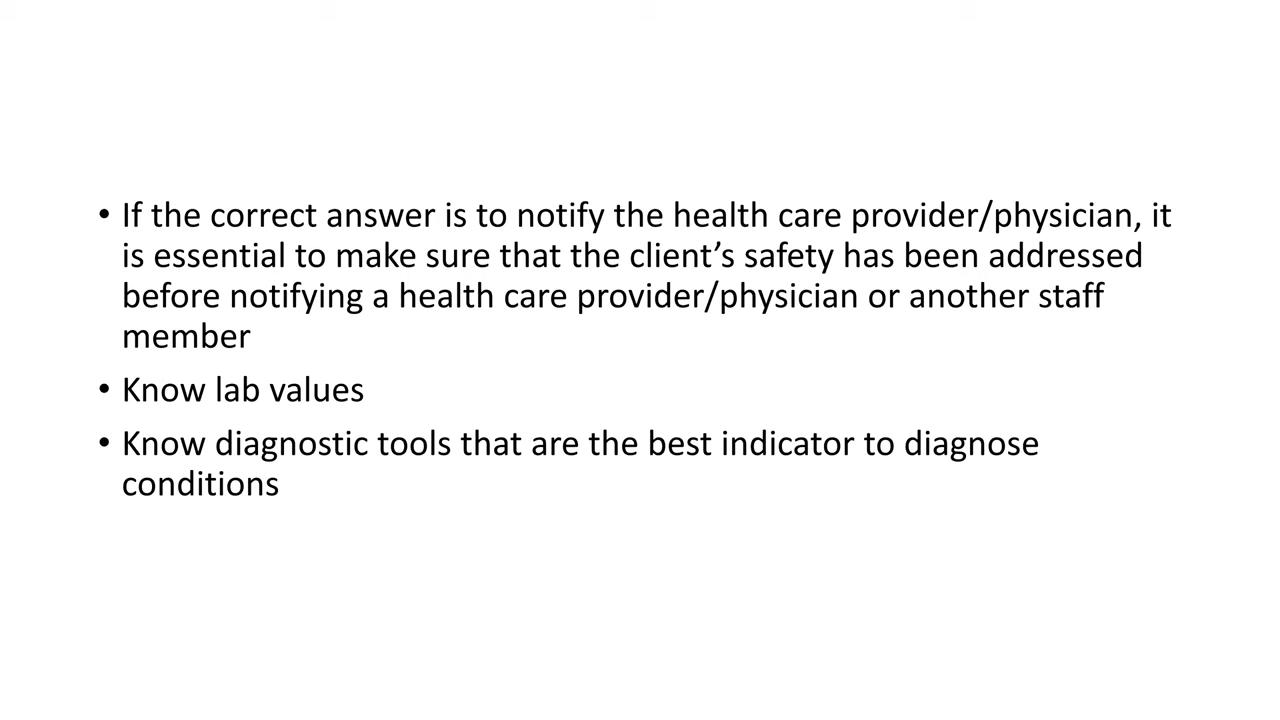 • If the correct answer is to notify the health care provider/physician, it
is essential to make sure that the client’s safety has been addressed
before notifying a health care provider/physician or another staff
member
• Know lab values
• Know diagnostic tools that are the best indicator to diagnose
conditions